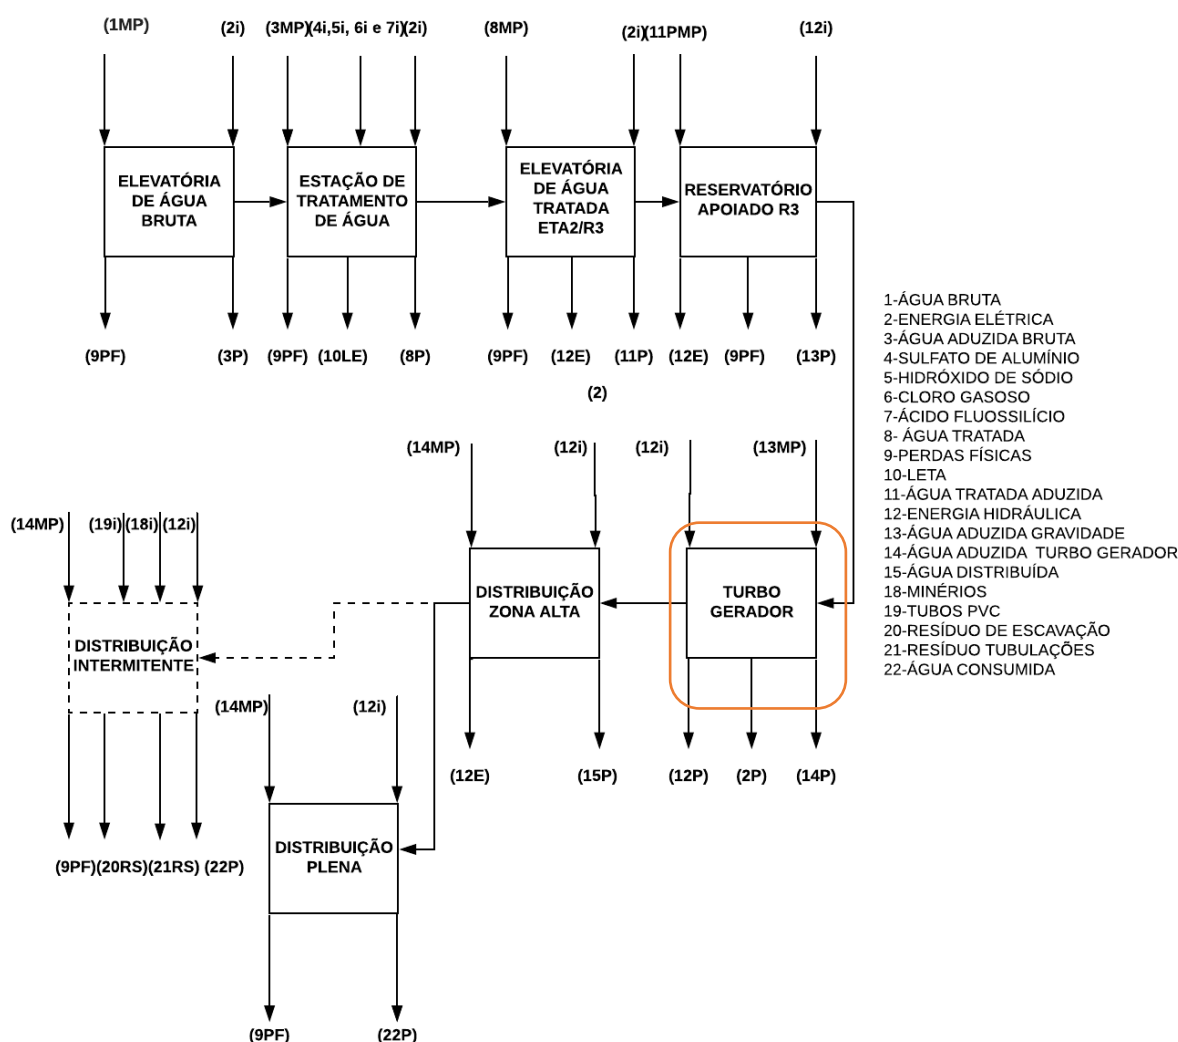 (1MP) (2i) (3MP)(4i,5i, 6i e 7i)(2i) (8MP) (2i)(11PMP) (12i)
ELEVATÓRIA
DE ÁGUA
BRUTA
ESTAÇÃO DE
TRATAMENTO
DE ÁGUA
ELEVATÓRIA
DE ÁGUA
TRATADA
ETA2/R3
RESERVATÓRIO
APOIADO R3
(9PF) (3P) (9PF) (10LE) (8P) (9PF) (12E) (11P) (12E) (9PF) (13P)
(2)
1-ÁGUA BRUTA
2-ENERGIA ELÉTRICA
3-ÁGUA ADUZIDA BRUTA
4-SULFATO DE ALUMÍNIO
5-HIDRÓXIDO DE SÓDIO
6-CLORO GASOSO
7-ÁCIDO FLUOSSILÍCIO
8- ÁGUA TRATADA
9-PERDAS FÍSICAS
10-LETA
11-ÁGUA TRATADA ADUZIDA
12-ENERGIA HIDRÁULICA
13-ÁGUA ADUZIDA GRAVIDADE
14-ÁGUA ADUZIDA TURBO GERADOR
15-ÁGUA DISTRIBUÍDA
18-MINÉRIOS
19-TUBOS PVC
20-RESÍDUO DE ESCAVAÇÃO
21-RESÍDUO TUBULAÇÕES
22-ÁGUA CONSUMIDA
(14MP) (12i) (12i) (13MP)
TURBO
GERADOR
DISTRIBUIÇÃO
ZONA ALTA
(12E) (15P) (12P) (2P) (14P)
(14MP) (19i) (18i) (12i)
DISTRIBUIÇÃO
INTERMITENTE
(9PF)(20RS)(21RS) (22P)
(14MP) (12i)
DISTRIBUIÇÃO
PLENA
(9PF) (22P)